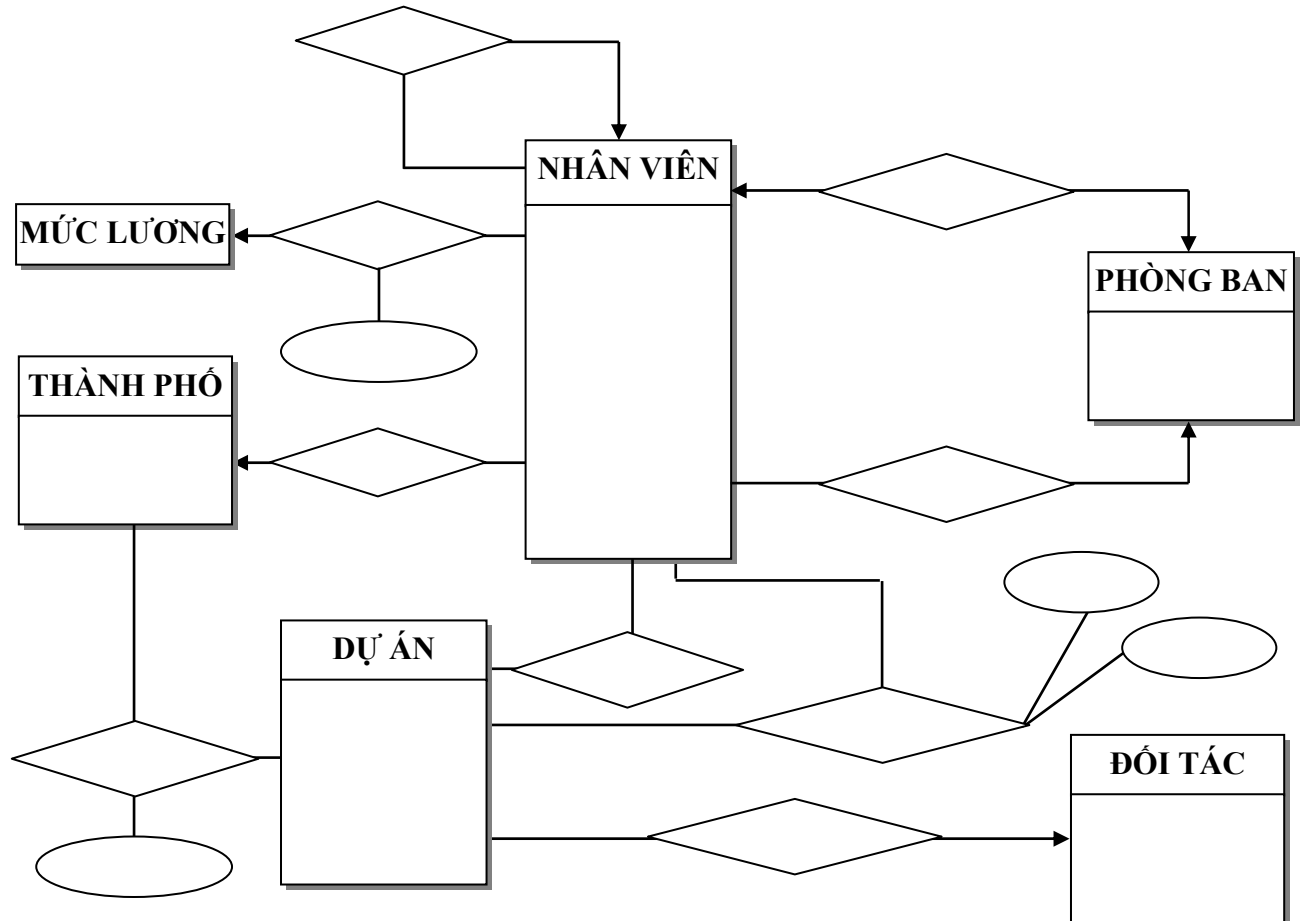 NHÂN VIÊN
MỨC LƯƠNG
PHÒNG BAN
THÀNH PHỐ
DỰ ÁN
ĐỐI TÁC